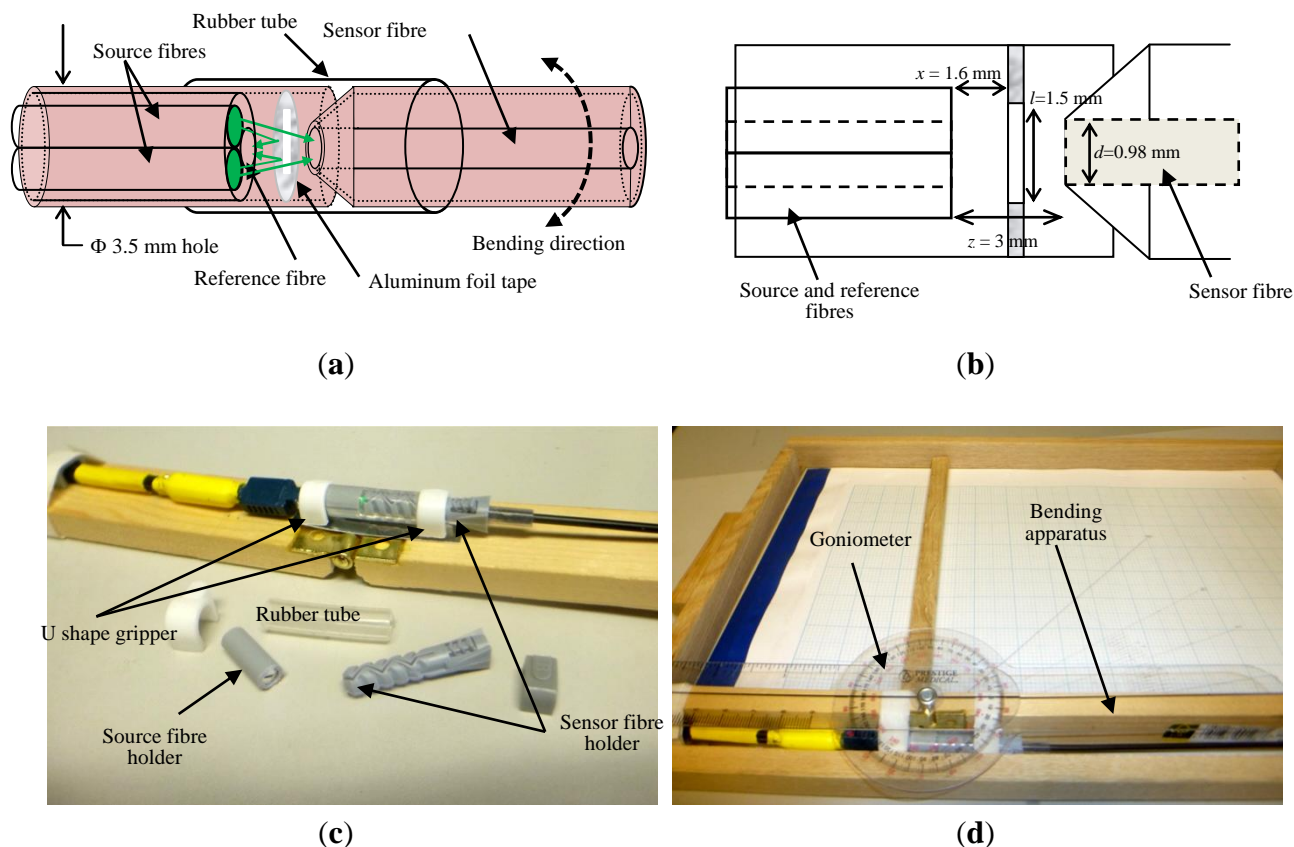 Rubber tube
Sensor fibre
Source fibres
Φ 3.5 mm hole
Bending direction
Reference fibre
Aluminum foil tape
(a)
x = 1.6 mm
l=1.5 mm
d=0.98 mm
z = 3 mm
Source and reference
fibres
Sensor fibre
(b)
Rubber tube
U shape gripper
Source fibre
holder
Sensor fibre
holder
(c)
Bending
apparatus
Goniometer
PRESTIGE
MEDICAL
(d)